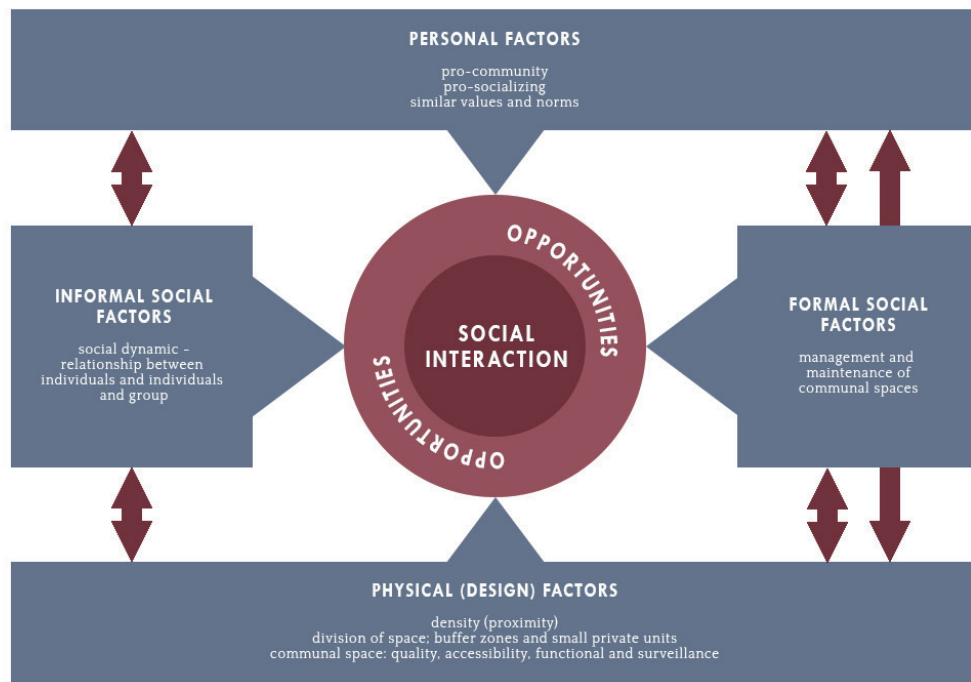 PERSONAL FACTORS
pro-community
pro-socializing
similar values and norms
OPPORTUNITIES
INFORMAL SOCIAL
FACTORS
social dynamic -
relationship between
individuals and individuals
and group
SOCIAL
INTERACTION
FORMAL SOCIAL
FACTORS
management and
maintenance of
communal spaces
OPPORTUNITIES
PHYSICAL (DESIGN) FACTORS
density (proximity)
division of space; buffer zones and small private units
communal space: quality, accessibility, functional and surveillance